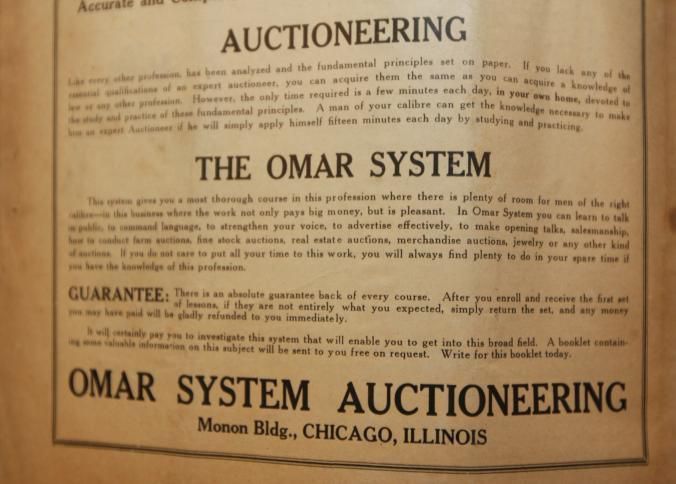 Accurate and
AUCTIONEERING
Like every other profession, has been analyzed and the fundamental principles set on paper. If you lack any of the
essential qualifications of an expert auctioneer, you can acquire them the same as you can acquire a knowledge of
law or any other profession. However, the only time required is a few minutes each day, in your own home, devoted to
the study and practice of these fundamental principles. A man of your calibre can get the knowledge necessary to make
him an expert Auctioneer if he will simply apply himself fifteen minutes each day by studying and practicing.
THE OMAR SYSTEM
This system gives you a most thorough course in this profession where there is plenty of room for men of the right
calibre—in this business where the work not only pays big money, but is pleasant. In Omar System you can learn to talk
in public, to command language, to strengthen your voice, to advertise effectively, to make opening talks, salesmanship,
how to conduct farm auctions, fine stock auctions, real estate auctions, merchandise auctions, jewelry or any other kind
of auctions. If you do not care to put all your time to this work, you will always find plenty to do in your spare time if
you have the knowledge of this profession.
GUARANTEE: There is an absolute guarantee back of every course. After you enroll and receive the first set
of lessons, if they are not entirely what you expected, simply return the set, and any money
you may have paid will be gladly refunded to you immediately.
It will certainly pay you to investigate this system that will enable you to get into this broad field. A booklet contain-
ing some valuable information on this subject will be sent to you free on request. Write for this booklet today.
OMAR SYSTEM AUCTIONEERING
Monon Bldg., CHICAGO, ILLINOIS